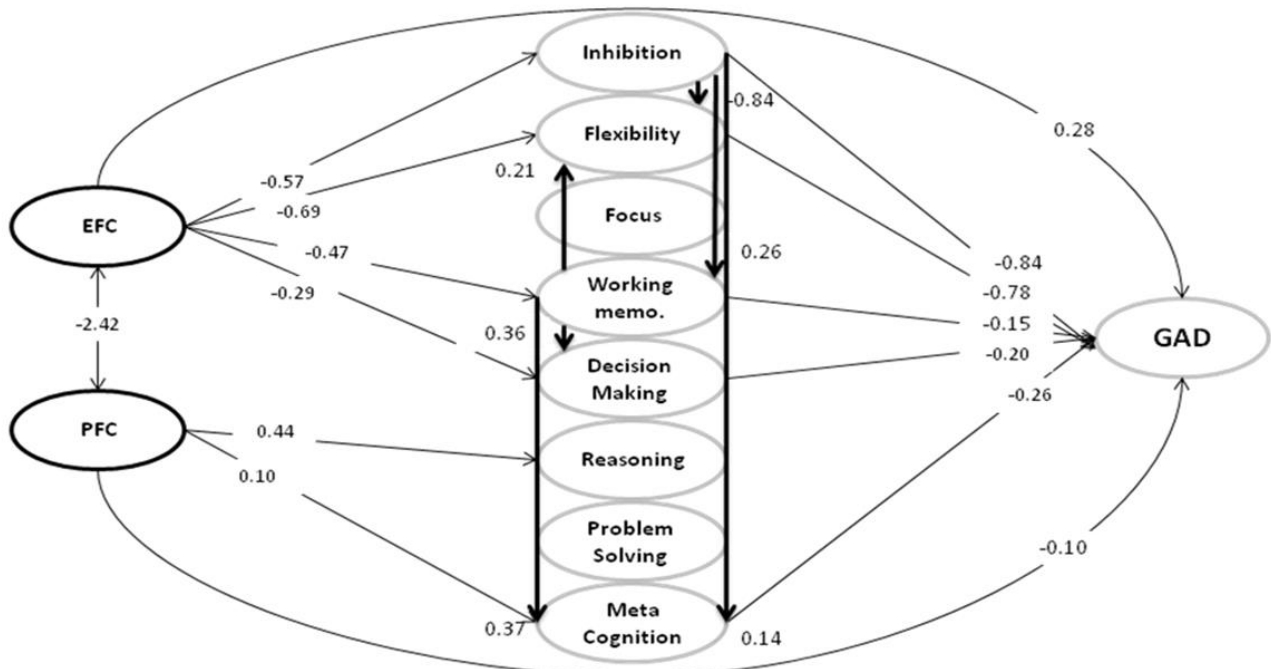 Inhibition
-0.84
Flexibility
0.28
0.21
-0.57
-0.69
Focus
EFC
-0.47
0.26
-0.84
-0.29
Working
memo.
-0.78
-2.42
0.36
-0.15
GAD
-0.20
Decision
Making
-0.26
PFC
0.44
Reasoning
0.10
Problem
Solving
-0.10
Meta
Cognition
0.37
0.14